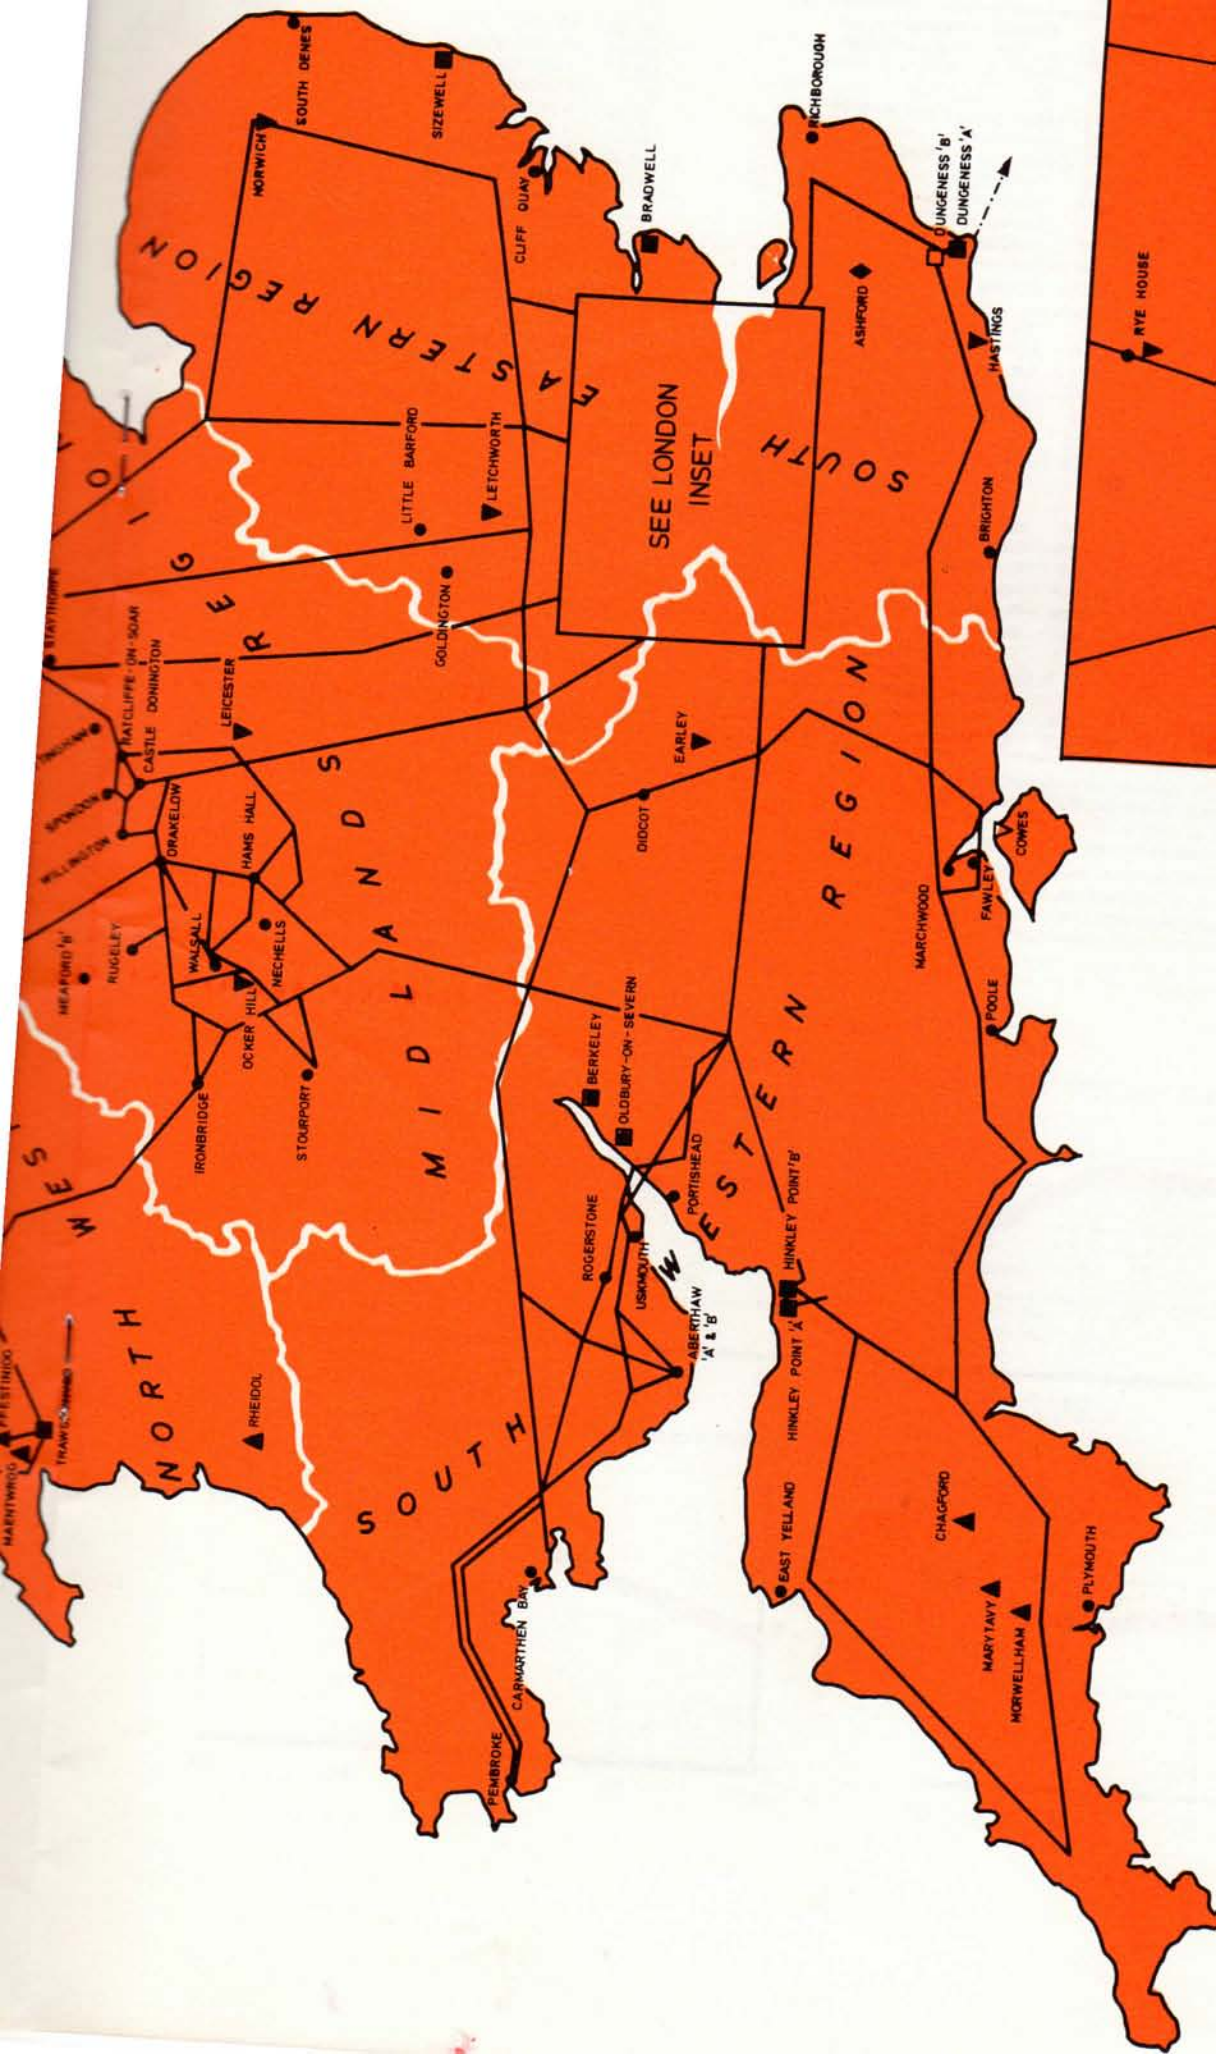 MAENTWROG
FFESTINIOG
TRAWSFYNYDD
NORTH
WEST
RHEIDOL
MEAFORD 'B'
RUGELEY
WILLINGTON
SPONDON
STAYTHORPE
RATCLIFFE-ON-SOAR
CASTLE DONINGTON
DRAKELOW
LEICESTER
HAMS HALL
WALSALL
NECHELLS
OCKER HILL
IRONBRIDGE
STOURPORT
MIDLANDS
REGIO
NORWICH
SOUTH DENES
SIZEWELL
CLIFF QUAY
BRADWELL
EASTERN REGION
LITTLE BARFORD
LETCHWORTH
GOLDINGTON
SEE LONDON
INSET
SOUTH
RICHBOROUGH
DUNGENESS 'B'
DUNGENESS 'A'
ASHFORD
HASTINGS
BRIGHTON
RYE HOUSE
EARLEY
DIDCOT
COWES
FAWLEY
MARCHWOOD
POOLE
SOUTH
WESTERN
REGION
BERKELEY
OLDBURY-ON-SEVERN
PORTISHEAD
ROGERSTONE
USKMOUTH
ABERTHAW
'A' & 'B'
HINKLEY POINT 'B'
HINKLEY POINT 'A'
PEMBROKE
CARMARTHEN BAY
EAST YELLAND
CHAGFORD
MARYTAVY
MORWELLHAM
PLYMOUTH